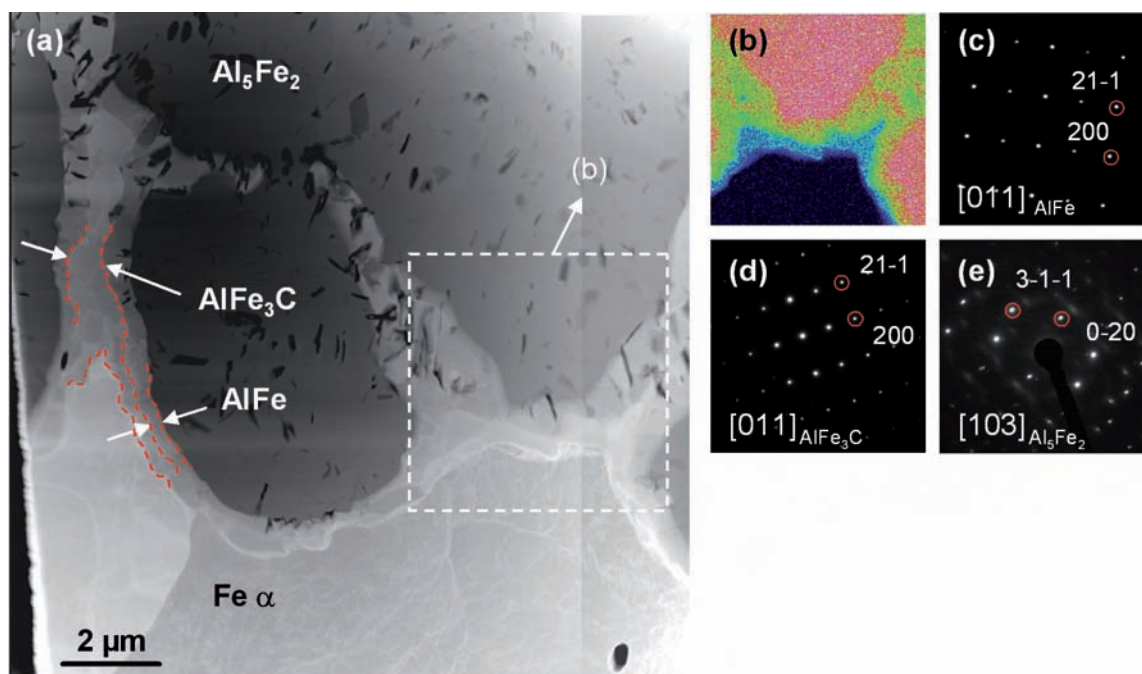 (a)
Al₅Fe₂
(b)
AlFe₃C
AlFe
Fe α
2 µm
(b)
(c)
21-1
200
[011]AlFe
(d)
21-1
200
[011]AlFe₃C
(e)
3-1-1
0-20
[103]Al₅Fe₂